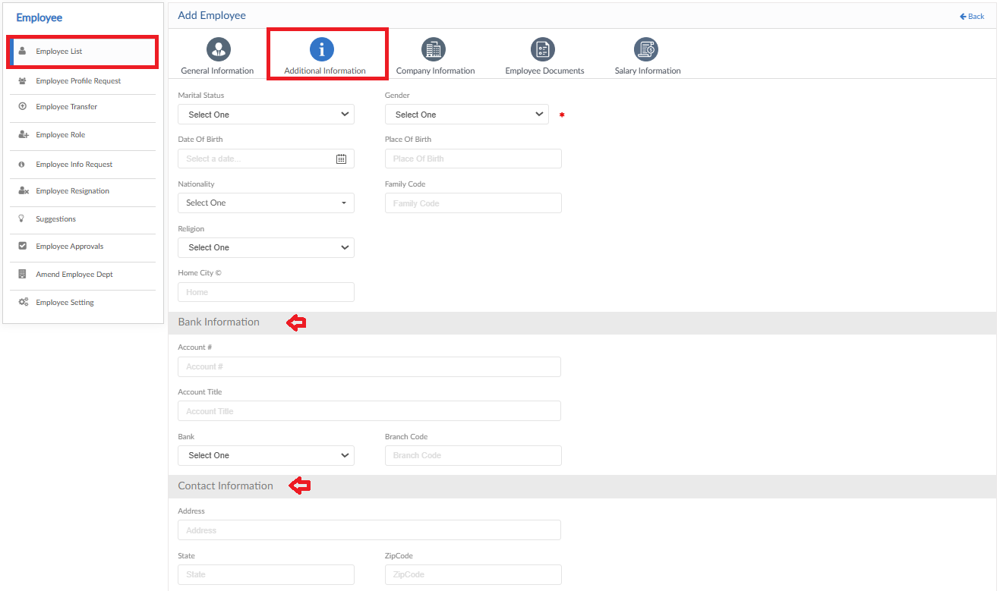 Employee
Employee List
Employee Profile Request
Employee Transfer
Employee Role
Employee Info Request
Employee Resignation
Suggestions
Employee Approvals
Amend Employee Dept
Employee Setting
Add Employee
Back
General Information
Additional Information
Company Information
Employee Documents
Salary Information
Marital Status Gender
Select One Select One *
Date Of Birth Place Of Birth
Select a date... Place Of Birth
Nationality Family Code
Select One Family Code
Religion
Select One
Home City ©
Home
Bank Information
Account #
Account #
Account Title
Account Title
Bank Branch Code
Select One Branch Code
Contact Information
Address
Address
State ZipCode
State ZipCode